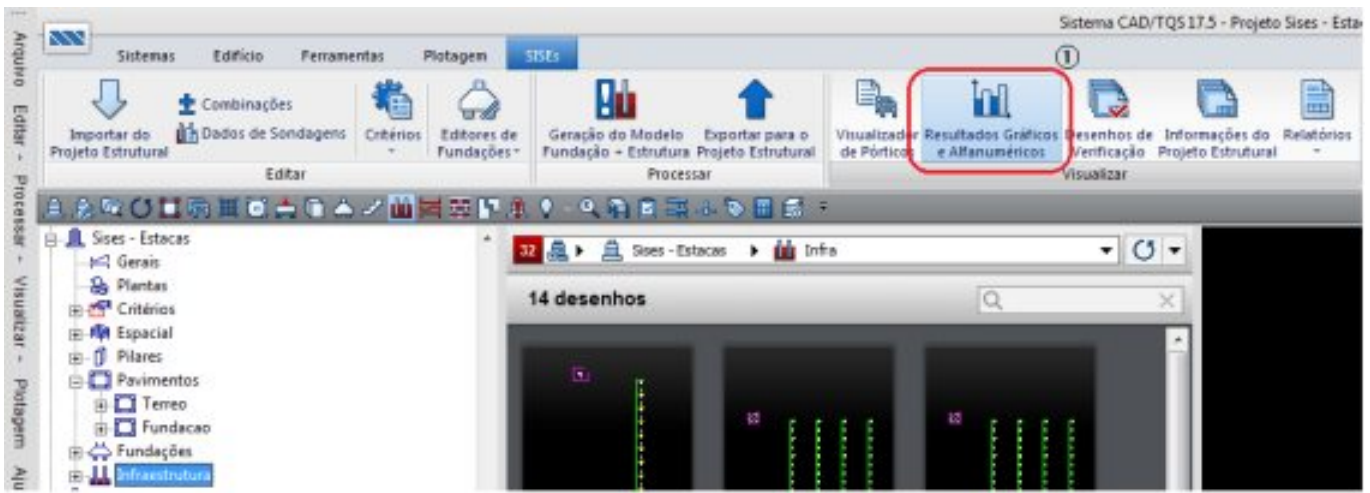 Sistema CAD/TQS 17.5 - Projeto Sises - Esta
Arquivo Editar - Processar - Visualizar - Plotagem Aju
Sistemas Edifício Ferramentas Plotagem SISEs
1
Importar do
Projeto Estrutural
Combinações
Dados de Sondagens
Critérios
Editores de
Fundações
Editar
Geração do Modelo
Fundação + Estrutura
Exportar para o
Projeto Estrutural
Processar
Visualizador
de Pórticos
Resultados Gráficos
e Alfanuméricos
Desenhos de
Verificação
Informações do
Projeto Estrutural
Relatórios
Visualizar
Sises - Estacas
Gerais
Plantas
Critérios
Espacial
Pilares
Pavimentos
Terreo
Fundacao
Fundações
Infraestrutura
32 Sises - Estacas Infra
14 desenhos